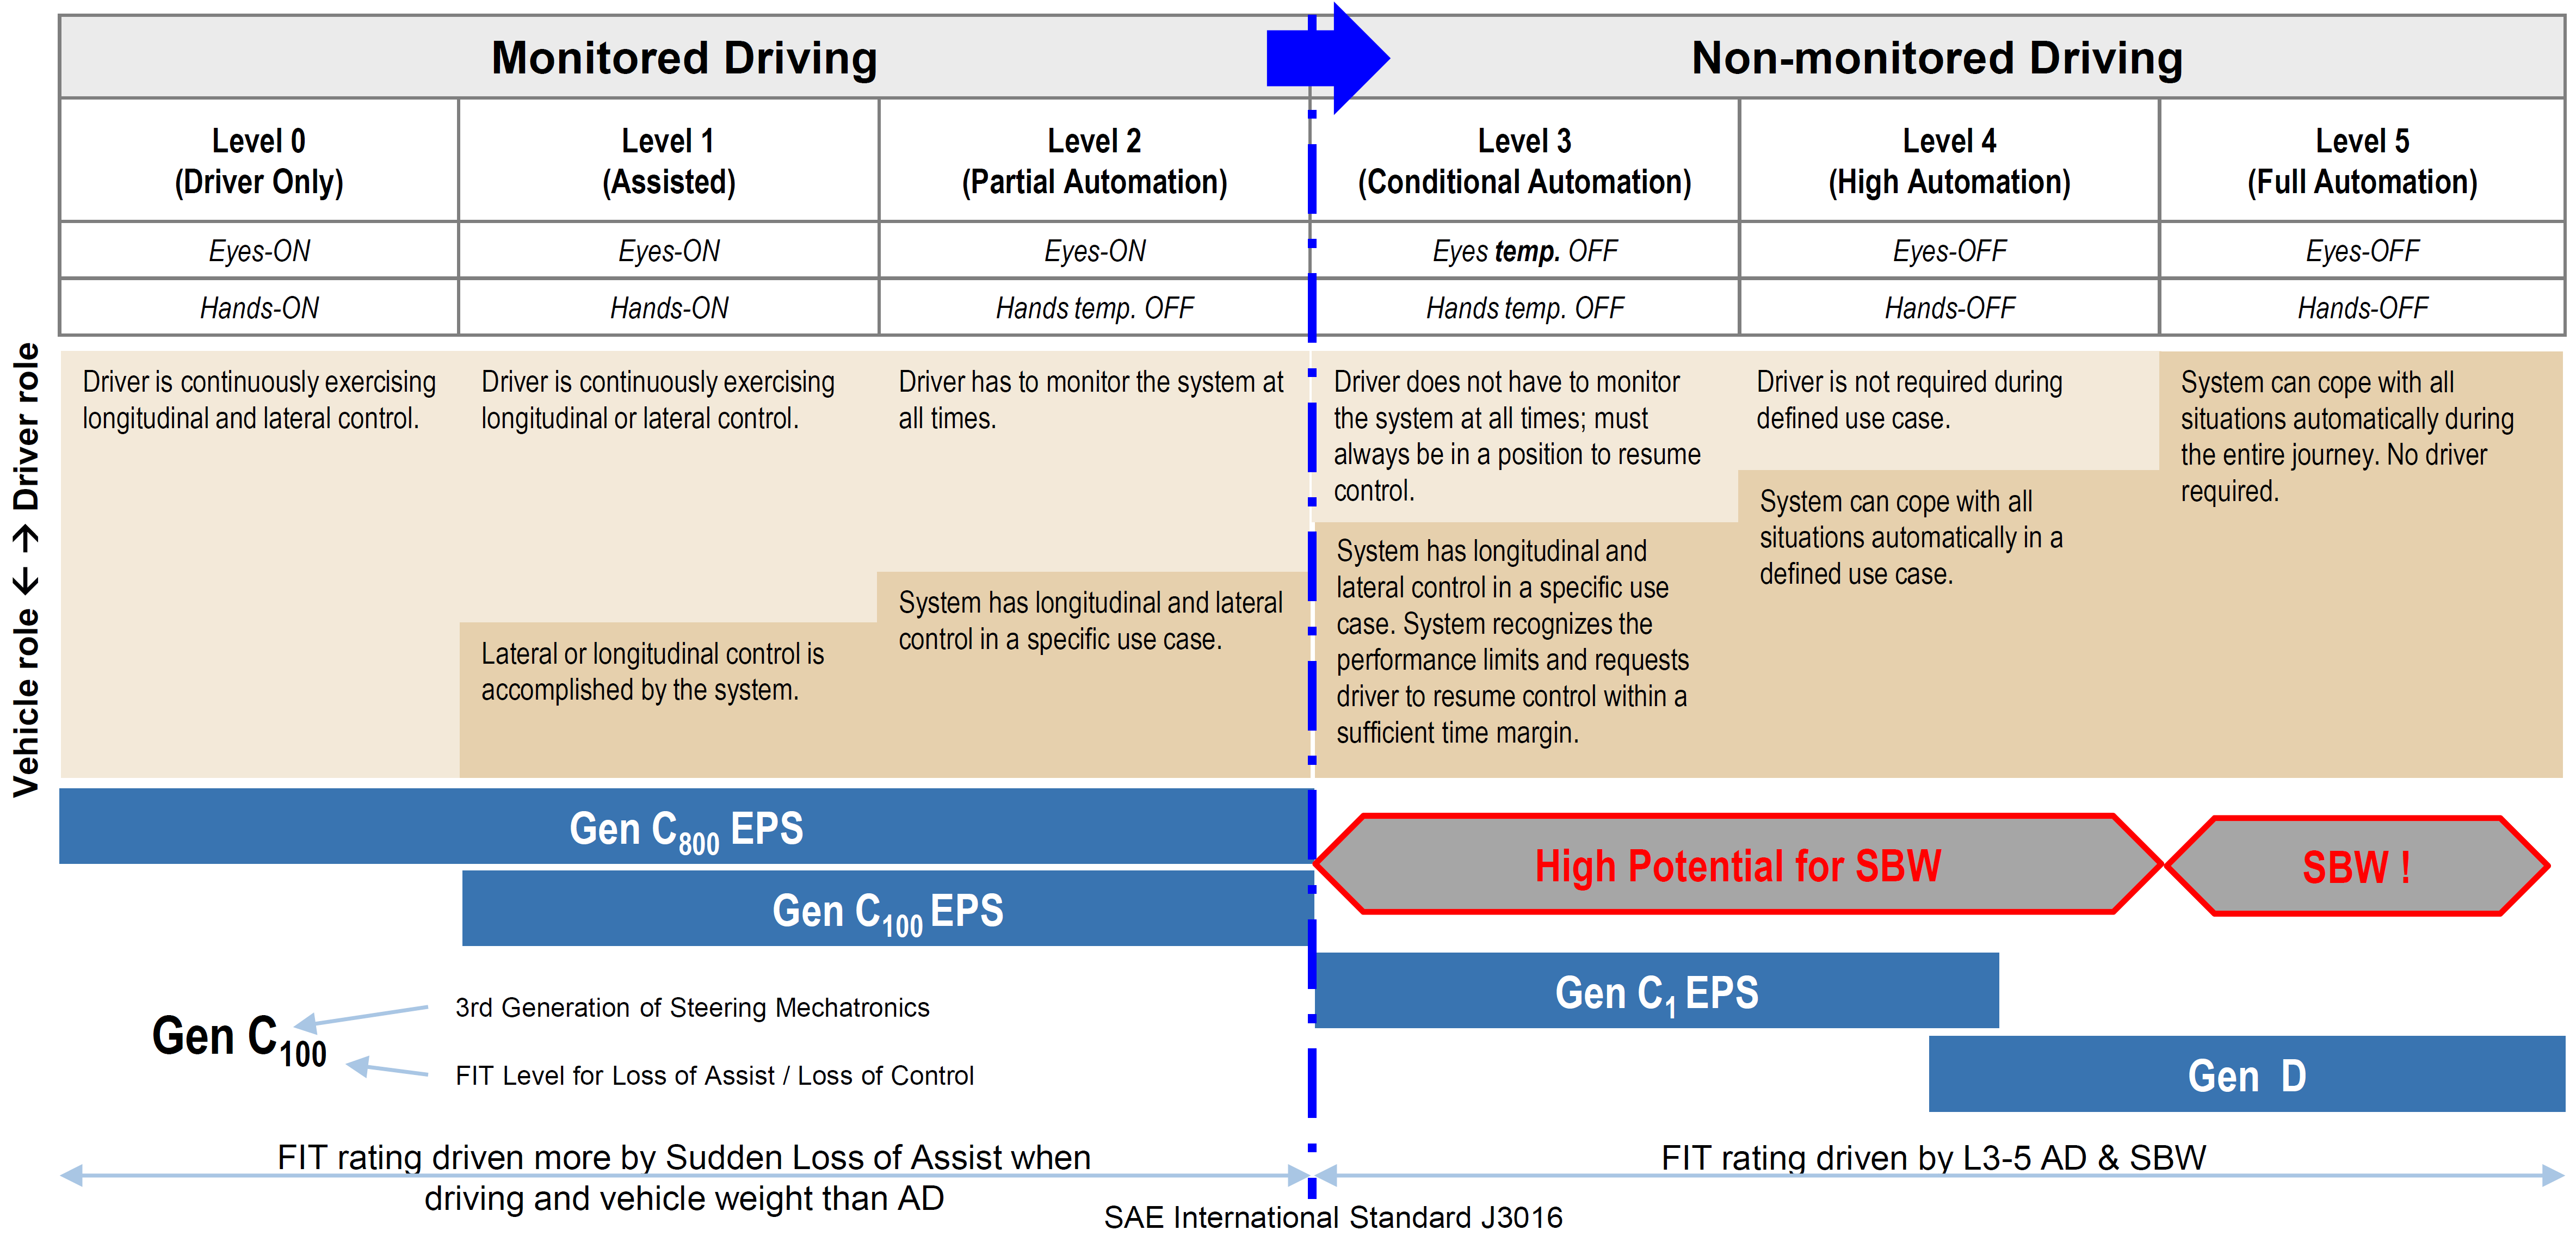 Monitored Driving
Non-monitored Driving
Level 0
(Driver Only)
Level 1
(Assisted)
Level 2
(Partial Automation)
Level 3
(Conditional Automation)
Level 4
(High Automation)
Level 5
(Full Automation)
Eyes-ON
Eyes-ON
Eyes-ON
Eyes temp. OFF
Eyes-OFF
Eyes-OFF
Hands-ON
Hands-ON
Hands temp. OFF
Hands temp. OFF
Hands-OFF
Hands-OFF
Vehicle role ← → Driver role
Driver is continuously exercising
longitudinal and lateral control.
Driver is continuously exercising
longitudinal or lateral control.
Lateral or longitudinal control is
accomplished by the system.
Driver has to monitor the system at
all times.
System has longitudinal and lateral
control in a specific use case.
Driver does not have to monitor
the system at all times; must
always be in a position to resume
control.
System has longitudinal and
lateral control in a specific use
case. System recognizes the
performance limits and requests
driver to resume control within a
sufficient time margin.
Driver is not required during
defined use case.
System can cope with all
situations automatically in a
defined use case.
System can cope with all
situations automatically during
the entire journey. No driver
required.
Gen C800 EPS
High Potential for SBW
SBW !
Gen C100 EPS
Gen C1 EPS
Gen D
Gen C100
3rd Generation of Steering Mechatronics
FIT Level for Loss of Assist / Loss of Control
FIT rating driven more by Sudden Loss of Assist when
driving and vehicle weight than AD
FIT rating driven by L3-5 AD & SBW
SAE International Standard J3016